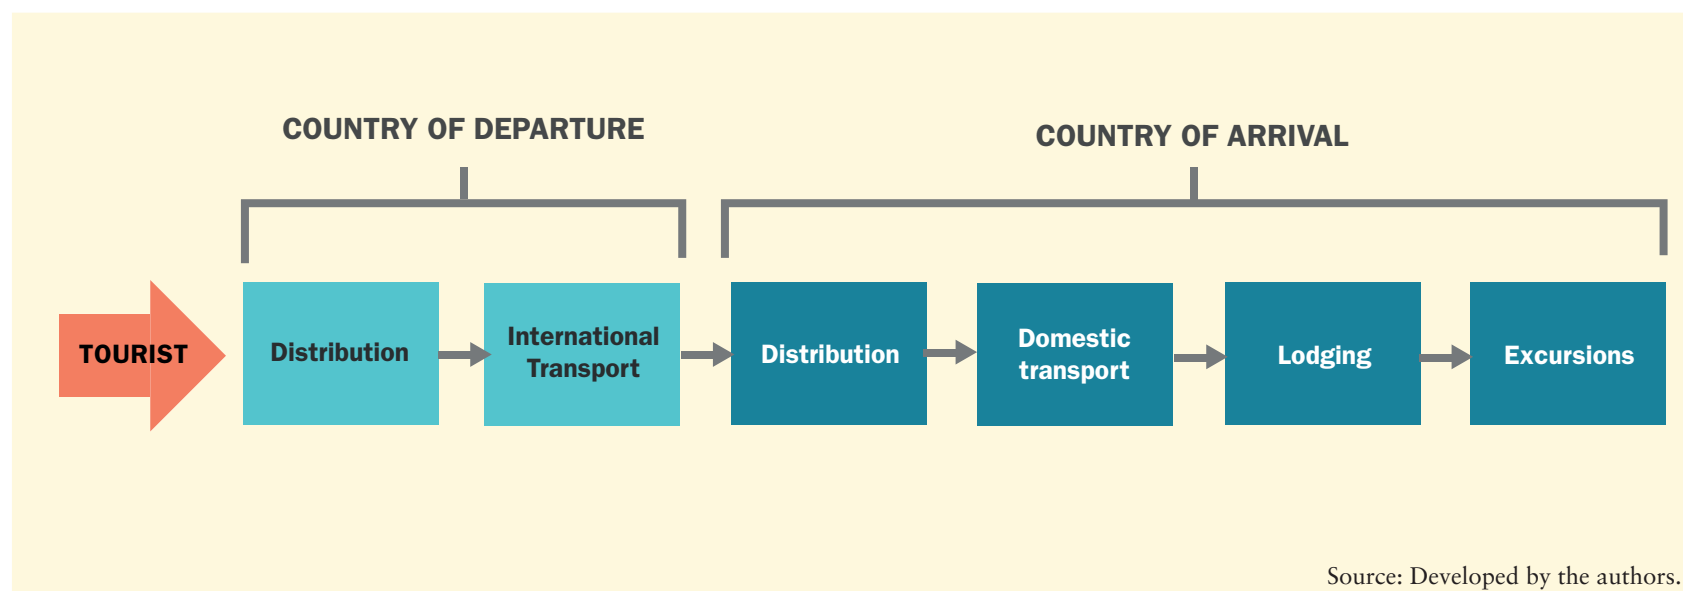 COUNTRY OF DEPARTURE
COUNTRY OF ARRIVAL
TOURIST
Distribution
International
Transport
Distribution
Domestic
transport
Lodging
Excursions
Source: Developed by the authors.